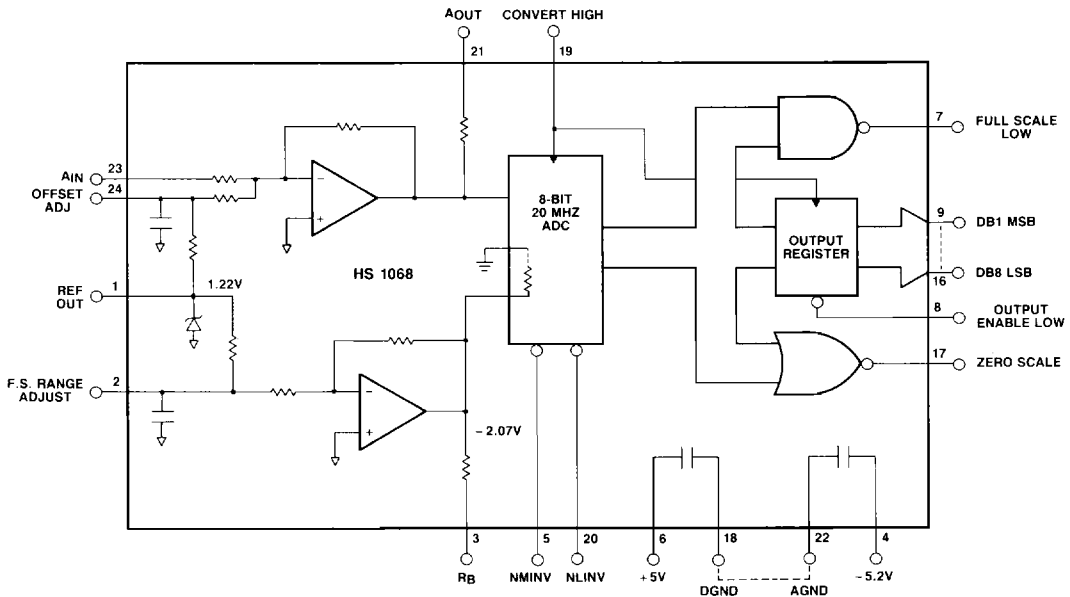 AOUT
CONVERT HIGH
21
19
7
FULL SCALE
LOW
AIN
23
OFFSET
ADJ
24
-
+
8-BIT
20 MHZ
ADC
OUTPUT
REGISTER
9
DB1 MSB
DB8 LSB
16
HS 1068
REF
OUT
1
1.22V
8
OUTPUT
ENABLE LOW
17
ZERO SCALE
F.S. RANGE
ADJUST
2
-
+
-2.07V
3
5
20
6
18
22
4
RB
NMINV
NLINV
+5V
DGND
AGND
-5.2V